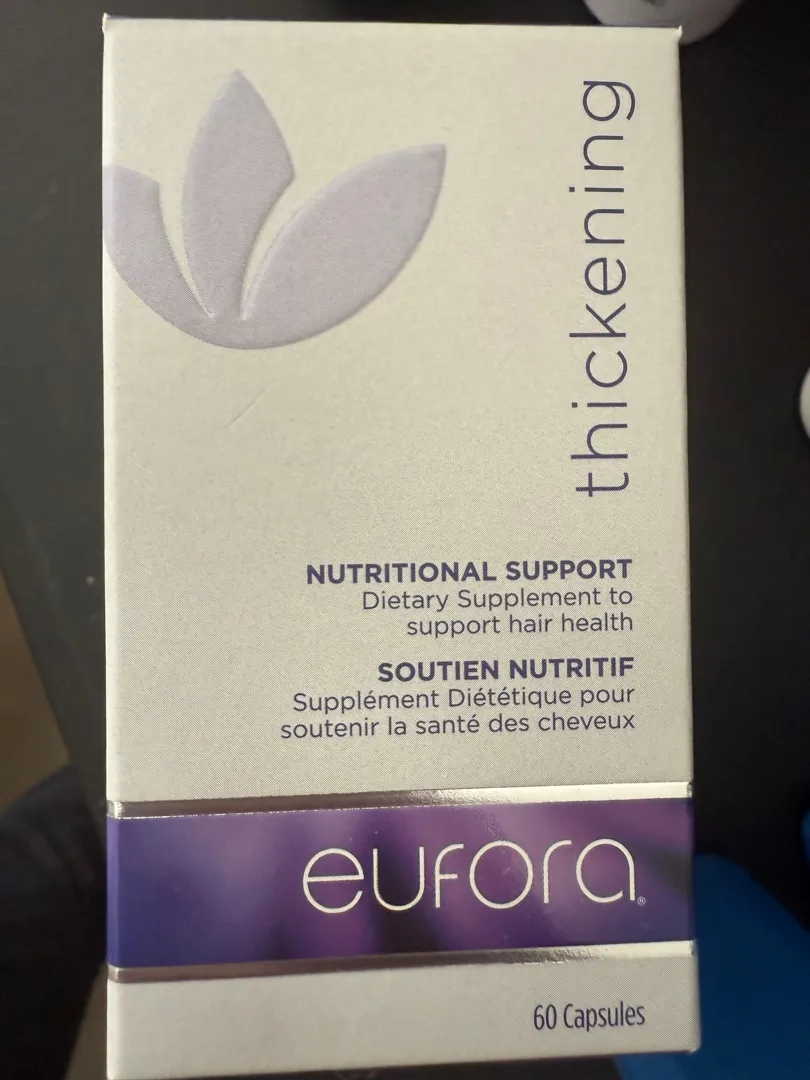 thickening
NUTRITIONAL SUPPORT
Dietary Supplement to
support hair health
SOUTIEN NUTRITIF
Supplément Diététique pour
soutenir la santé des cheveux
eufora®
60 Capsules